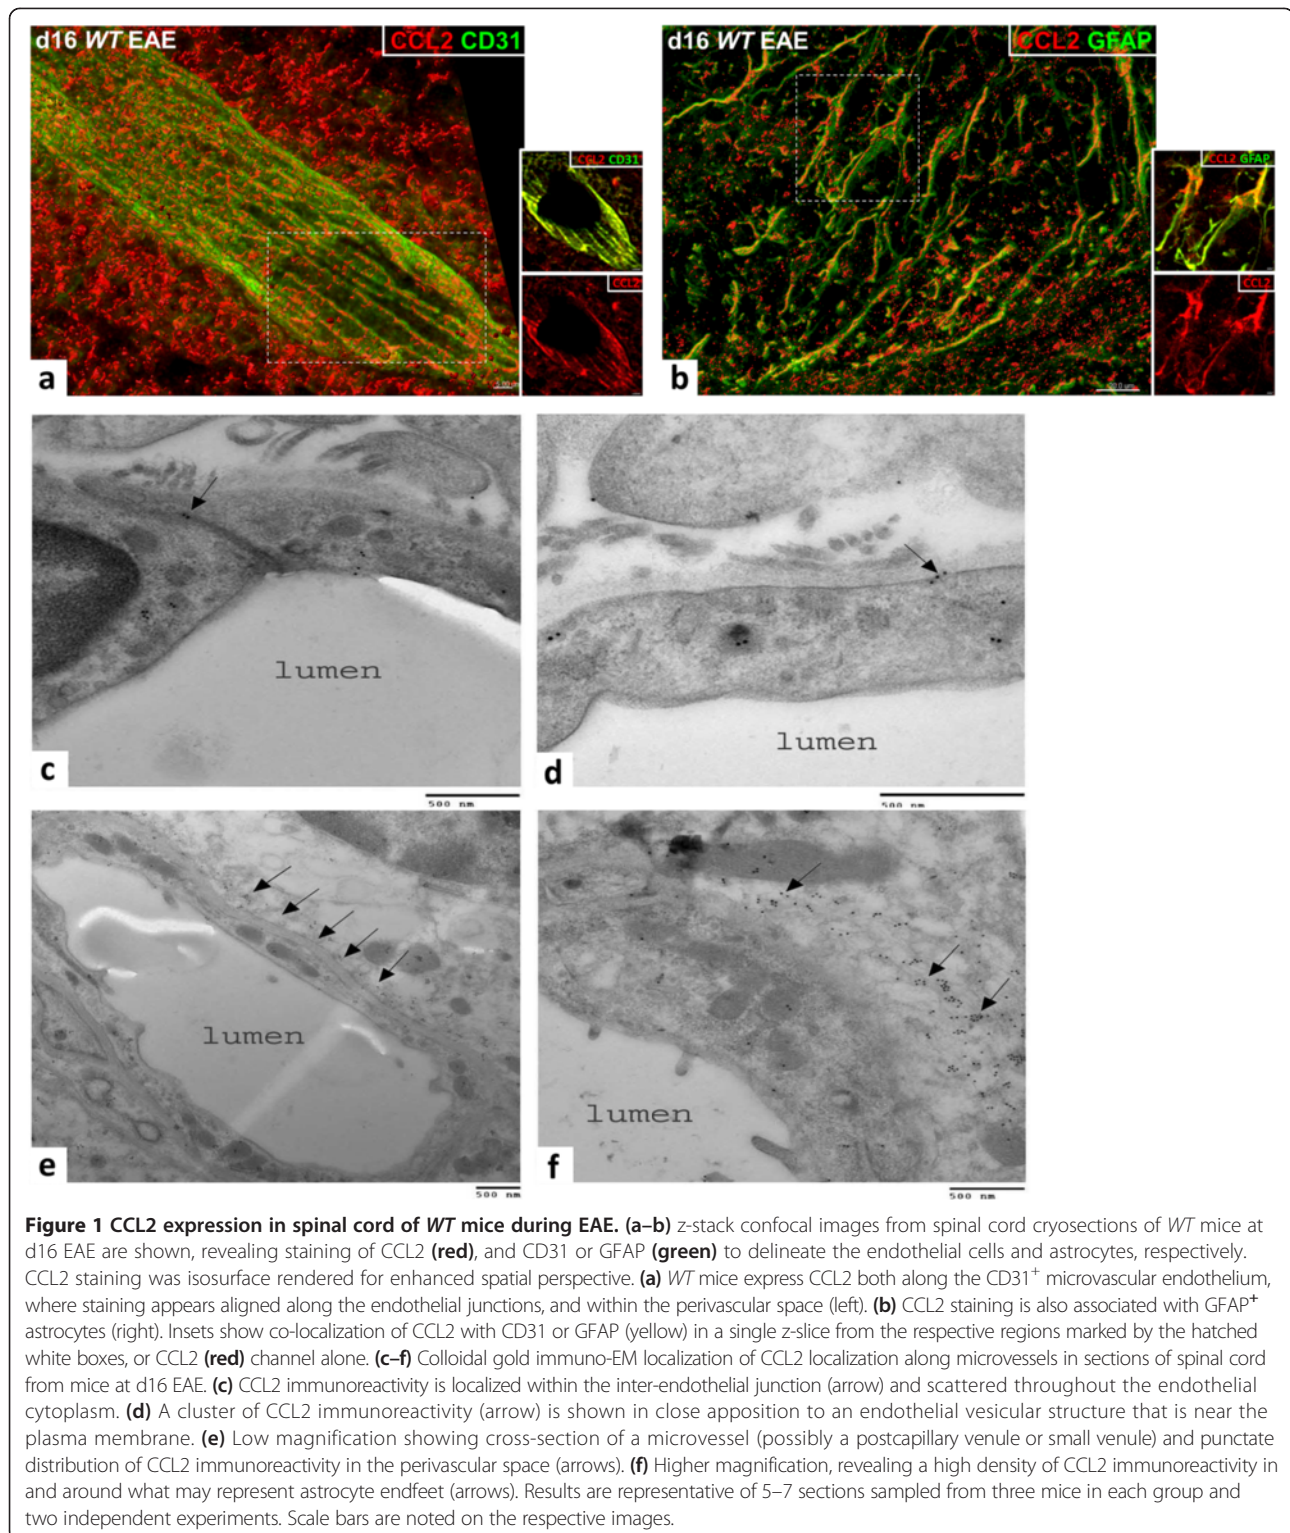 d16 WT EAE
CCL2 CD31
CCL2 CD31
CCL2
a
d16 WT EAE
CCL2 GFAP
CCL2 GFAP
CCL2
b
lumen
c
500 nm
lumen
d
500 nm
lumen
e
500 nm
lumen
f
500 nm
Figure 1 CCL2 expression in spinal cord of WT mice during EAE. (a–b) z-stack confocal images from spinal cord cryosections of WT mice at
d16 EAE are shown, revealing staining of CCL2 (red), and CD31 or GFAP (green) to delineate the endothelial cells and astrocytes, respectively.
CCL2 staining was isosurface rendered for enhanced spatial perspective. (a) WT mice express CCL2 both along the CD31⁺ microvascular endothelium,
where staining appears aligned along the endothelial junctions, and within the perivascular space (left). (b) CCL2 staining is also associated with GFAP⁺
astrocytes (right). Insets show co-localization of CCL2 with CD31 or GFAP (yellow) in a single z-slice from the respective regions marked by the hatched
white boxes, or CCL2 (red) channel alone. (c–f) Colloidal gold immuno-EM localization of CCL2 localization along microvessels in sections of spinal cord
from mice at d16 EAE. (c) CCL2 immunoreactivity is localized within the inter-endothelial junction (arrow) and scattered throughout the endothelial
cytoplasm. (d) A cluster of CCL2 immunoreactivity (arrow) is shown in close apposition to an endothelial vesicular structure that is near the
plasma membrane. (e) Low magnification showing cross-section of a microvessel (possibly a postcapillary venule or small venule) and punctate
distribution of CCL2 immunoreactivity in the perivascular space (arrows). (f) Higher magnification, revealing a high density of CCL2 immunoreactivity in
and around what may represent astrocyte endfeet (arrows). Results are representative of 5–7 sections sampled from three mice in each group and
two independent experiments. Scale bars are noted on the respective images.